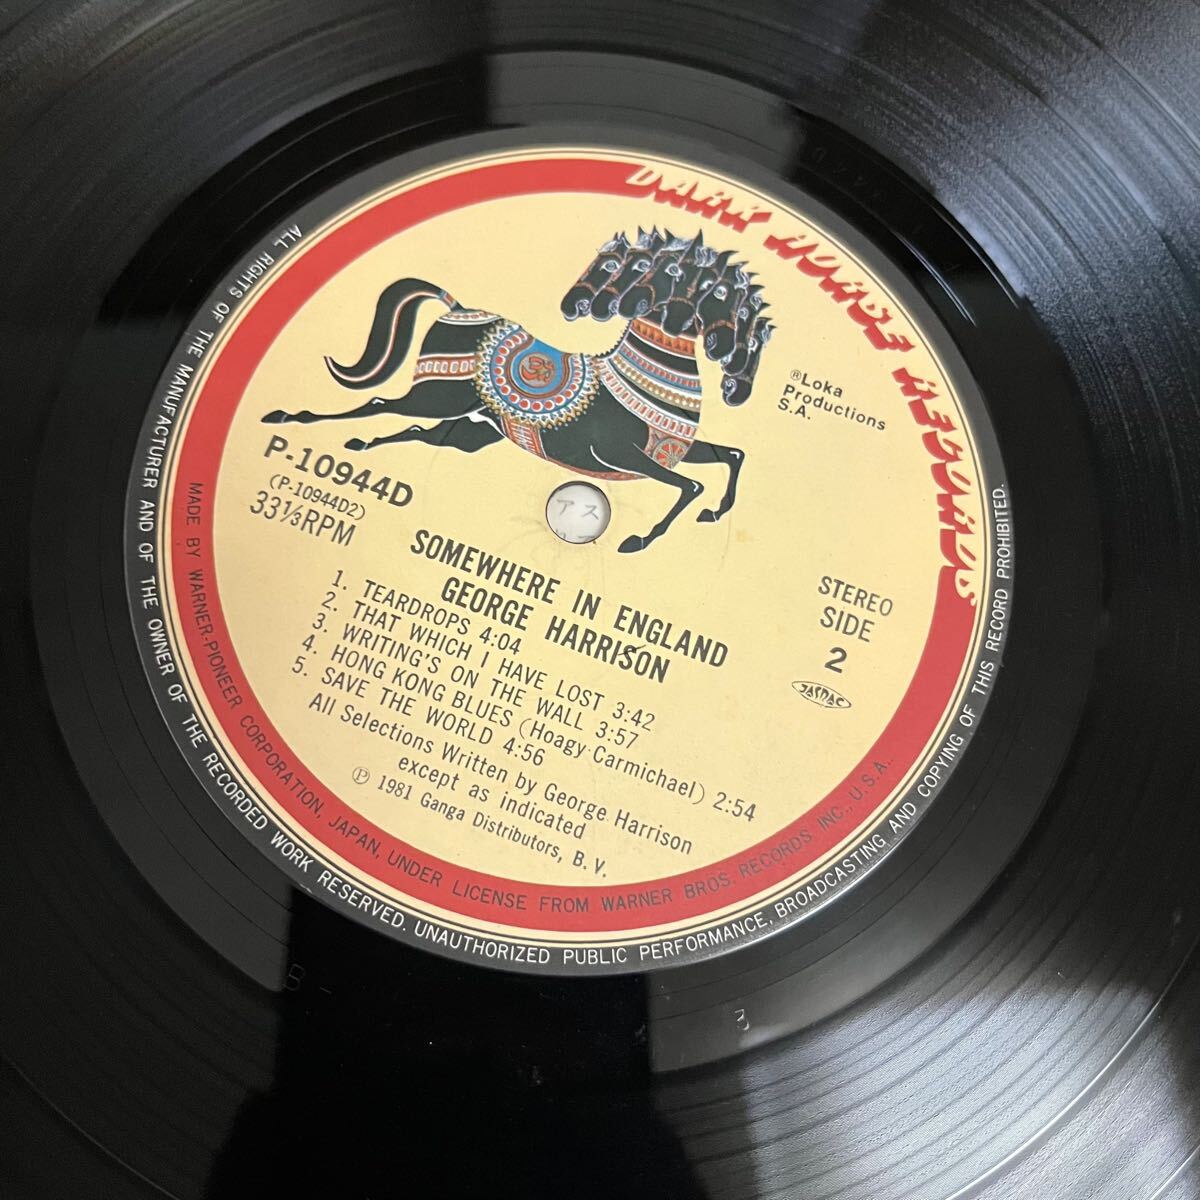 DARK HORSE RECORDS
®Loka
Productions
S.A.
P-10944D
(P-10944D2)
33⅓RPM
アス
STEREO
SIDE
2
JASRAC
SOMEWHERE IN ENGLAND
GEORGE HARRISON
1. TEARDROPS 4:04
2. THAT WHICH I HAVE LOST 3:42
3. WRITING'S ON THE WALL 3:57
4. HONG KONG BLUES (Hoagy Carmichael) 2:54
5. SAVE THE WORLD 4:56
All Selections Written by George Harrison
except as indicated
Ⓟ 1981 Ganga Distributors, B. V.
MADE BY WARNER-PIONEER CORPORATION, JAPAN, UNDER LICENSE FROM WARNER BROS. RECORDS INC., U.S.A.
ALL RIGHTS OF THE MANUFACTURER AND OF THE OWNER OF THE RECORDED WORK RESERVED. UNAUTHORIZED PUBLIC PERFORMANCE, BROADCASTING AND COPYING OF THIS RECORD PROHIBITED.
B -
3